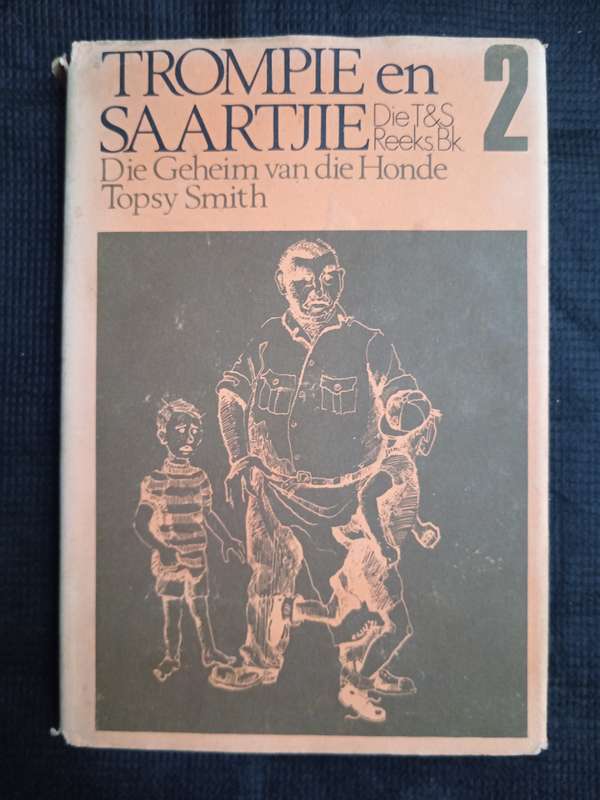 TROMPIE en
SAARTJIE
Die T&S
Reeks Bk.
2
Die Geheim van die Honde
Topsy Smith